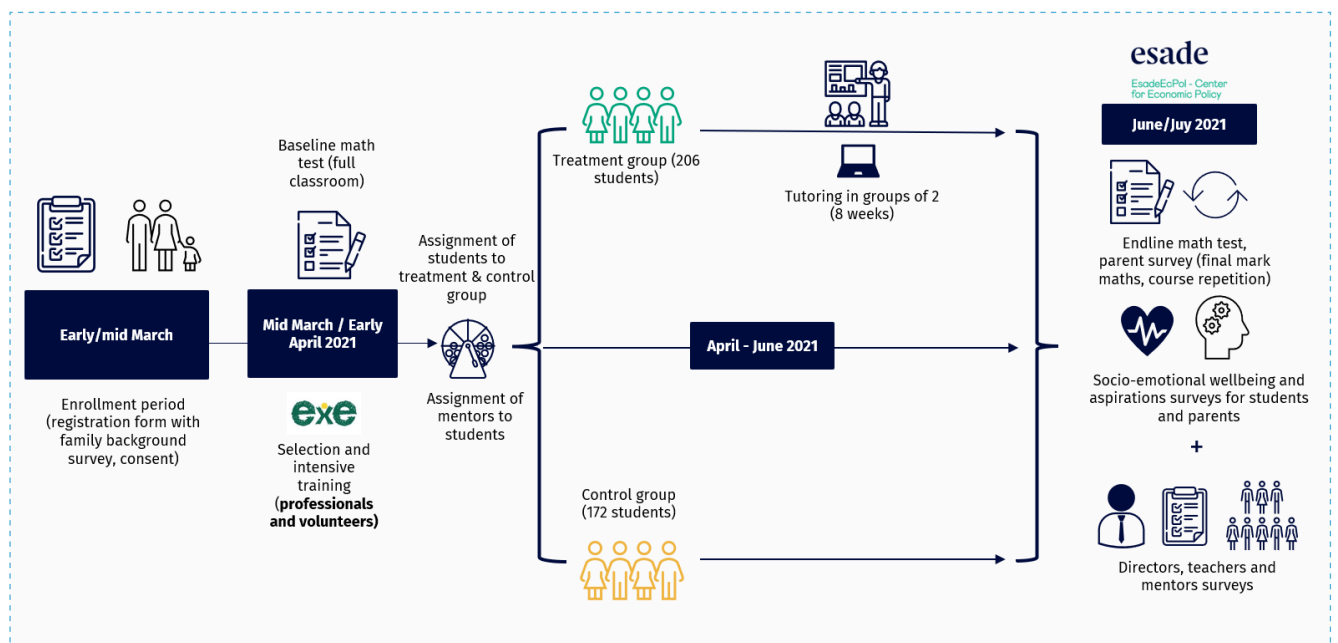 Early/mid March
Enrollment period
(registration form with
family background
survey, consent)
Baseline math
test (full
classroom)
Mid March / Early
April 2021
exe
Selection and
intensive
training
(professionals
and volunteers)
Assignment of
students to
treatment & control
group
Assignment of
mentors to
students
Treatment group (206
students)
Tutoring in groups of 2
(8 weeks)
April - June 2021
Control group
(172 students)
esade
EsadeEcPol - Center
for Economic Policy
June/Juy 2021
Endline math test,
parent survey (final mark
maths, course repetition)
Socio-emotional wellbeing and
aspirations surveys for students
and parents
+
Directors, teachers and
mentors surveys